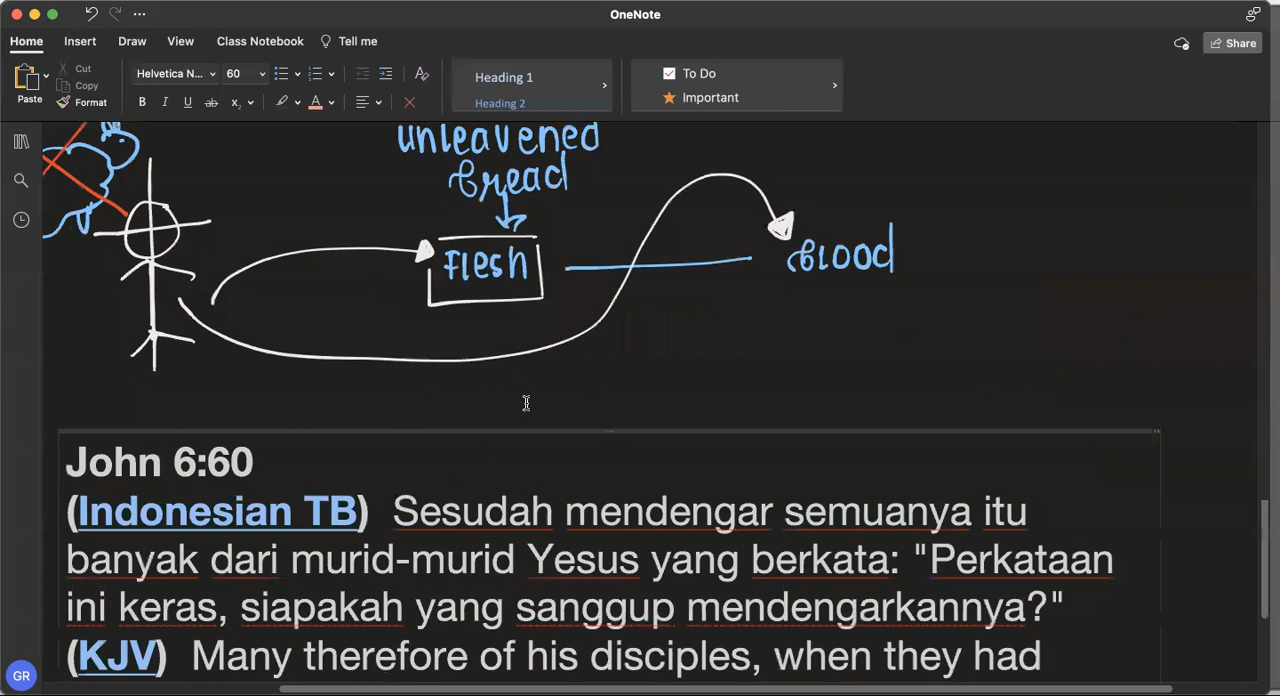 OneNote
Home Insert Draw View Class Notebook Tell me
Share
Paste
Cut
Copy
Format
Helvetica N... 60
B I U ab x₂ A
Heading 1
Heading 2
To Do
Important
unleavened
bread
Flesh
Blood
John 6:60
(Indonesian TB) Sesudah mendengar semuanya itu
banyak dari murid-murid Yesus yang berkata: "Perkataan
ini keras, siapakah yang sanggup mendengarkannya?"
(KJV) Many therefore of his disciples, when they had
GR